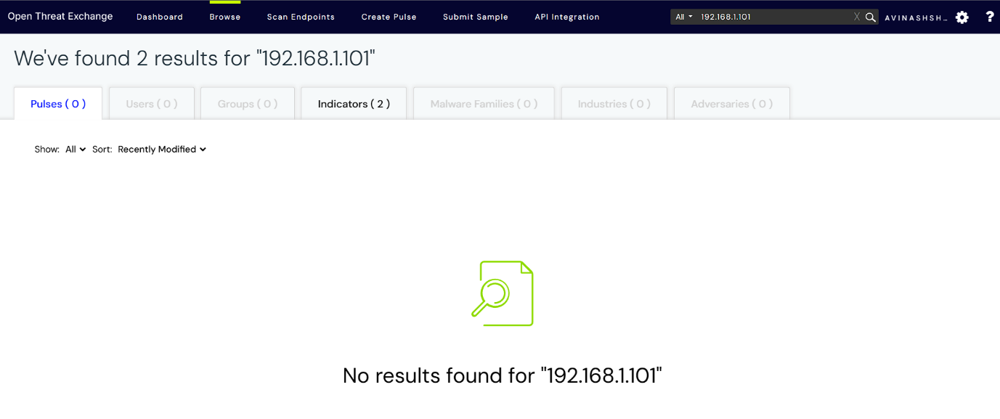 Open Threat Exchange Dashboard Browse Scan Endpoints Create Pulse Submit Sample API Integration All 192.168.1.101 X AVINASHSH... ?
We've found 2 results for "192.168.1.101"
Pulses ( 0 ) Users ( 0 ) Groups ( 0 ) Indicators ( 2 ) Malware Families ( 0 ) Industries ( 0 ) Adversaries ( 0 )
Show: All Sort: Recently Modified
No results found for "192.168.1.101"